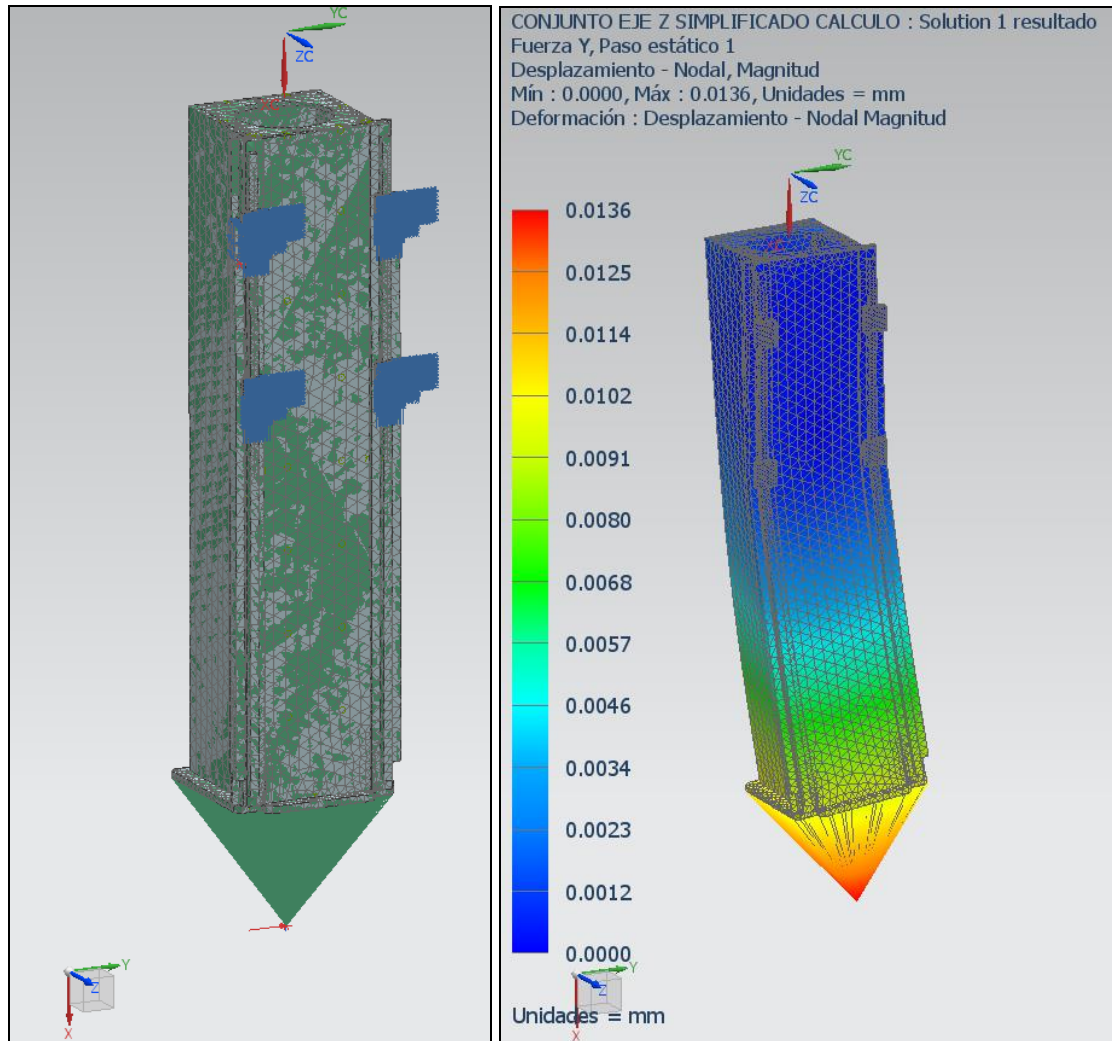 YC
ZC
Y
Z
X
CONJUNTO EJE Z SIMPLIFICADO CALCULO : Solution 1 resultado
Fuerza Y, Paso estático 1
Desplazamiento - Nodal, Magnitud
Mín : 0.0000, Máx : 0.0136, Unidades = mm
Deformación : Desplazamiento - Nodal Magnitud
YC
ZC
0.0136
0.0125
0.0114
0.0102
0.0091
0.0080
0.0068
0.0057
0.0046
0.0034
0.0023
0.0012
0.0000
Y
Z
X
Unidades = mm